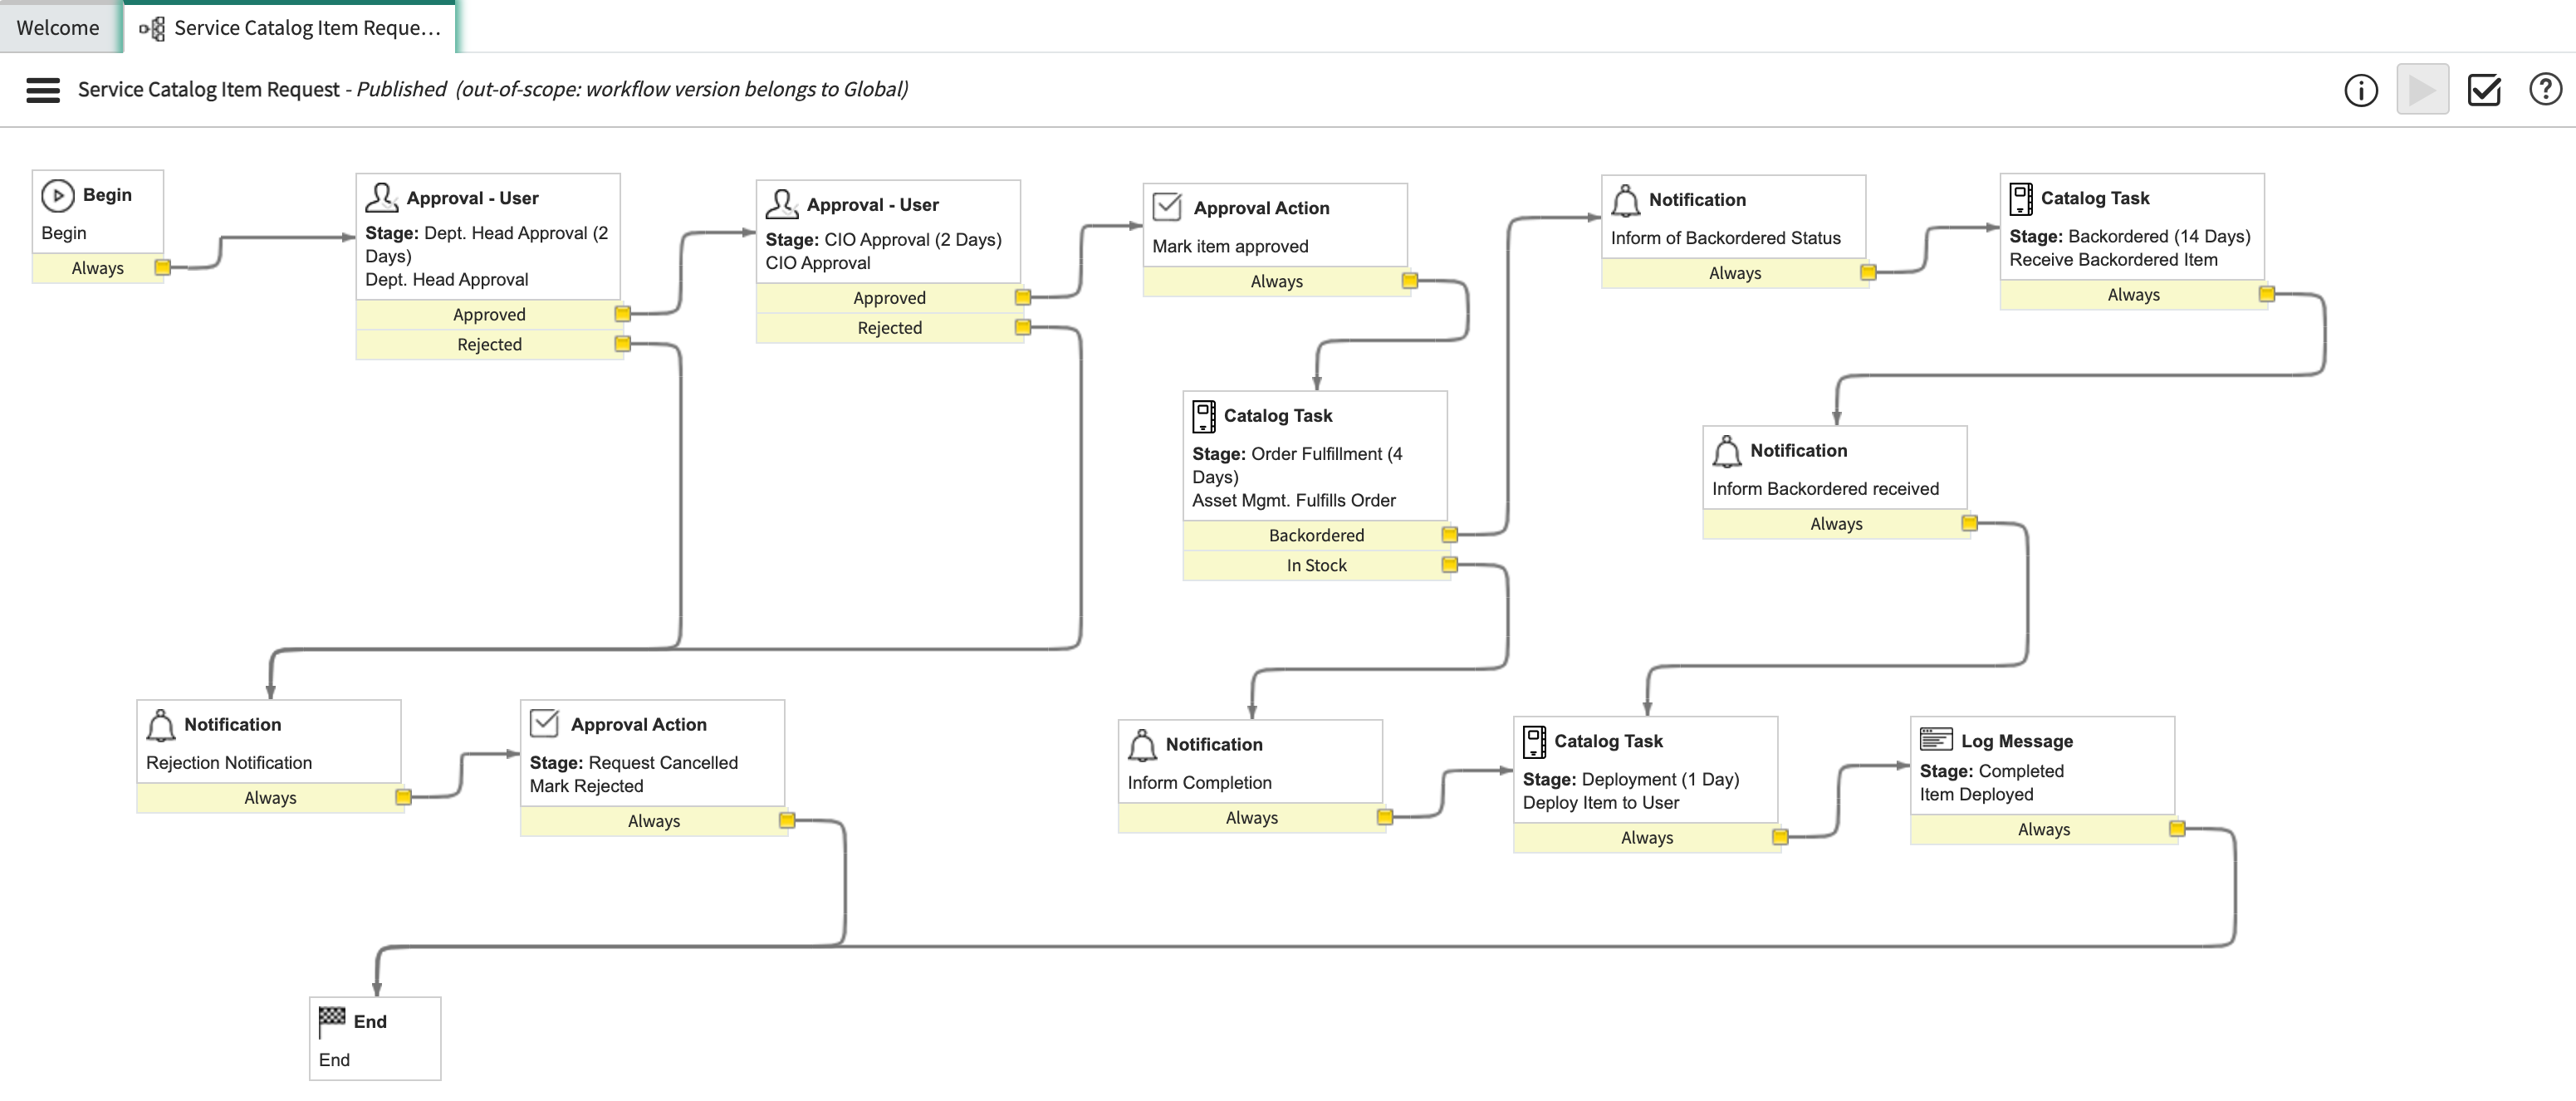 Welcome
Service Catalog Item Reque...
Service Catalog Item Request - Published (out-of-scope: workflow version belongs to Global)
Begin
Begin
Always
Approval - User
Stage: Dept. Head Approval (2
Days)
Dept. Head Approval
Approved
Rejected
Approval - User
Stage: CIO Approval (2 Days)
CIO Approval
Approved
Rejected
Approval Action
Mark item approved
Always
Notification
Inform of Backordered Status
Always
Catalog Task
Stage: Backordered (14 Days)
Receive Backordered Item
Always
Catalog Task
Stage: Order Fulfillment (4
Days)
Asset Mgmt. Fulfills Order
Backordered
In Stock
Notification
Inform Backordered received
Always
Notification
Rejection Notification
Always
Approval Action
Stage: Request Cancelled
Mark Rejected
Always
Notification
Inform Completion
Always
Catalog Task
Stage: Deployment (1 Day)
Deploy Item to User
Always
Log Message
Stage: Completed
Item Deployed
Always
End
End